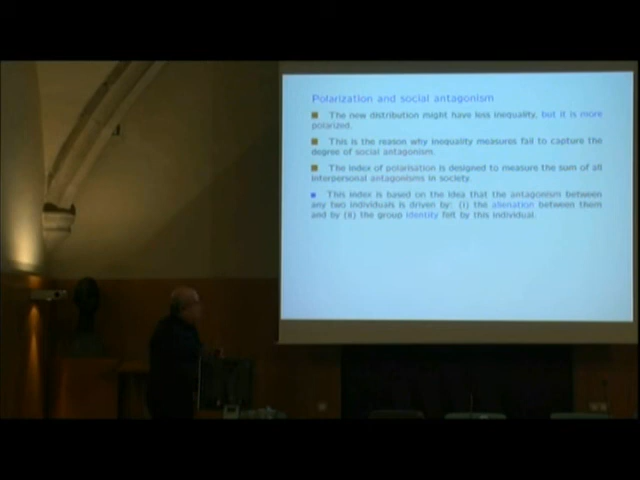 Polarization and social antagonism
The new distribution might have less inequality, but it is more
polarized.
This is the reason why inequality measures fail to capture the
degree of social antagonism.
The index of polarisation is designed to measure the sum of all
interpersonal antagonisms in society.
This index is based on the idea that the antagonism between
any two individuals is driven by: (i) the alienation between them
and by (ii) the group identity felt by this individual.